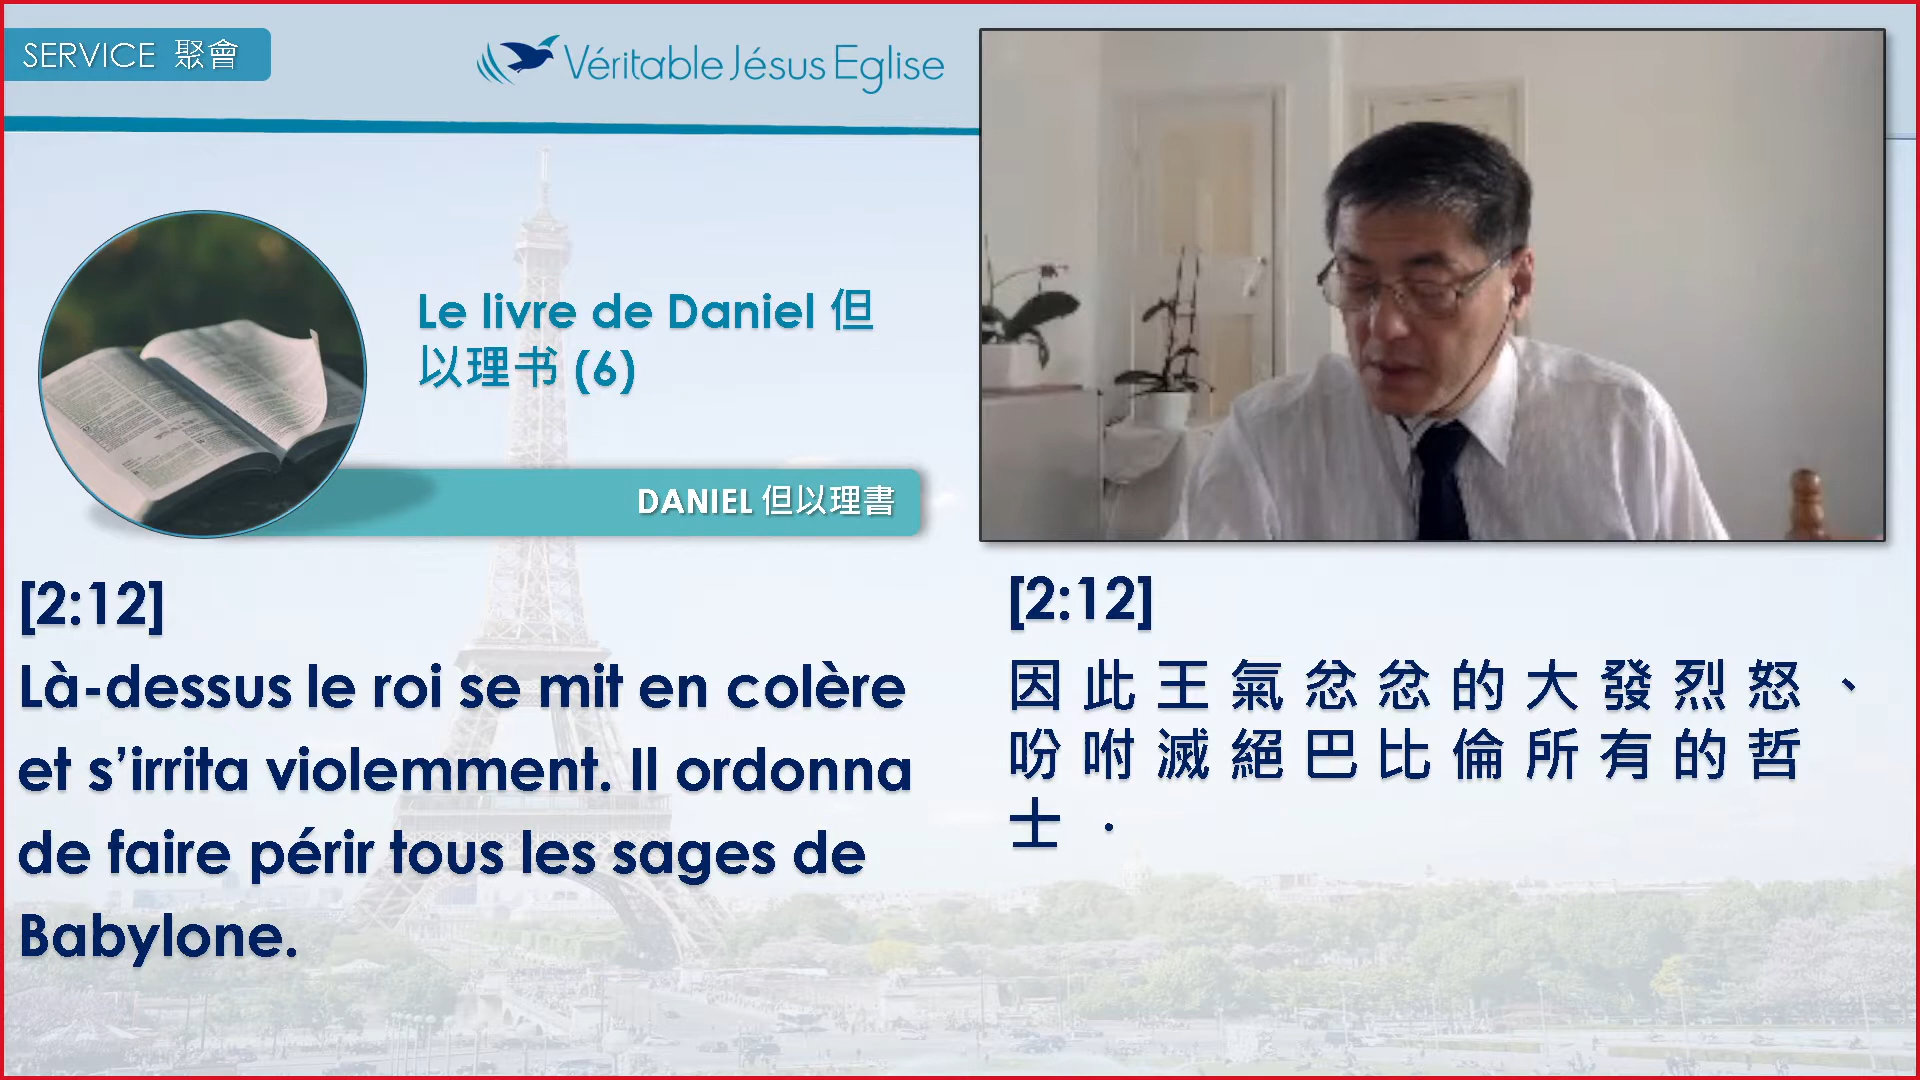 SERVICE 聚會
Véritable Jésus Eglise
Le livre de Daniel 但
以理书 (6)
DANIEL 但以理書
[2:12]
Là-dessus le roi se mit en colère
et s’irrita violemment. Il ordonna
de faire périr tous les sages de
Babylone.
[2:12]
因 此 王 氣 忿 忿 的 大 發 烈 怒 、
吩 咐 滅 絕 巴 比 倫 所 有 的 哲
士 ．